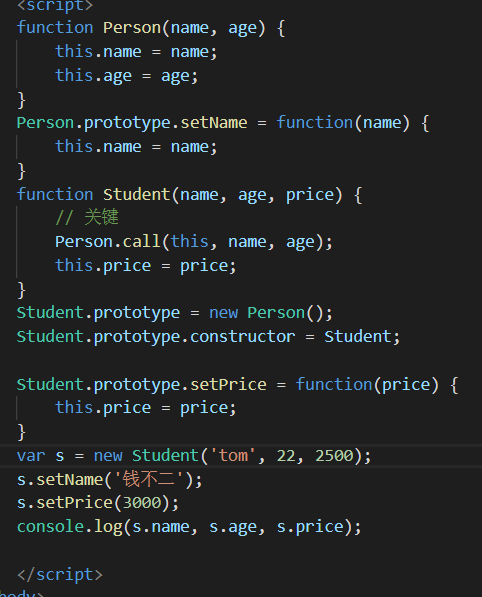 <script>
function Person(name, age) {
    this.name = name;
    this.age = age;
}
Person.prototype.setName = function(name) {
    this.name = name;
}
function Student(name, age, price) {
    // 关键
    Person.call(this, name, age);
    this.price = price;
}
Student.prototype = new Person();
Student.prototype.constructor = Student;

Student.prototype.setPrice = function(price) {
    this.price = price;
}
var s = new Student('tom', 22, 2500);
s.setName('钱不二');
s.setPrice(3000);
console.log(s.name, s.age, s.price);

</script>
body>